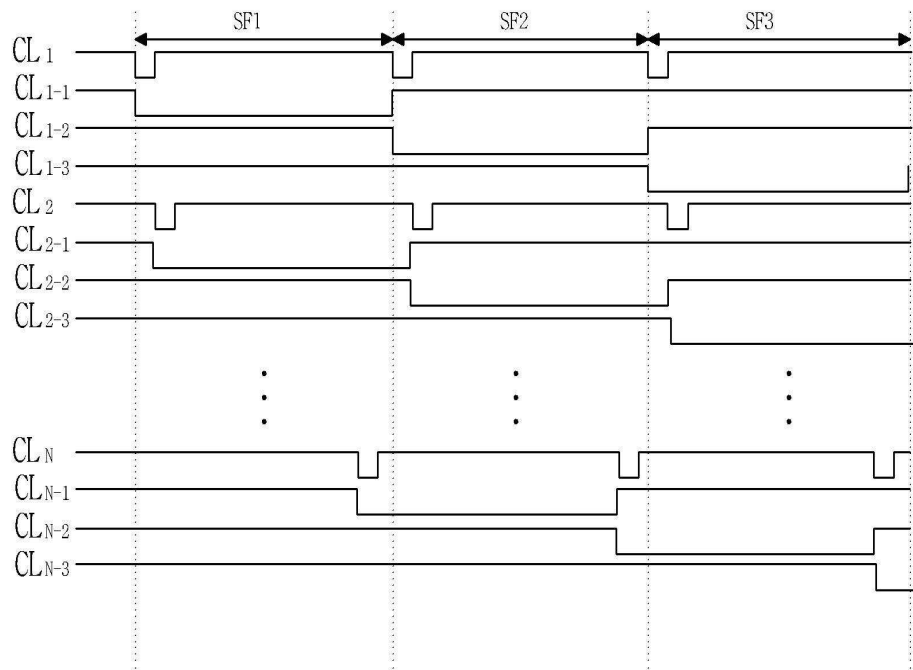 SF1 SF2 SF3
CL1
CL1-1
CL1-2
CL1-3
CL2
CL2-1
CL2-2
CL2-3
CLN
CLN-1
CLN-2
CLN-3